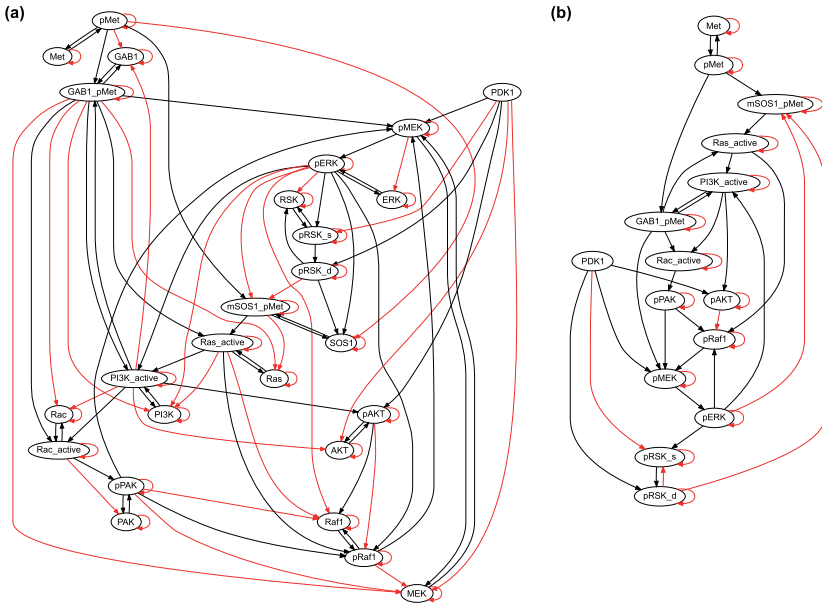 (a)
(b)
pMet
Met
Met
GAB1
pMet
GAB1_pMet
PDK1
mSOS1_pMet
pMEK
Ras_active
pERK
PI3K_active
RSK
ERK
GAB1_pMet
pRSK_s
Rac_active
PDK1
pRSK_d
pPAK
pAKT
mSOS1_pMet
SOS1
pRaf1
Ras_active
Ras
PI3K_active
pMEK
Rac
PI3K
pAKT
pERK
Rac_active
AKT
pRSK_s
pPAK
pRSK_d
PAK
Raf1
pRaf1
MEK